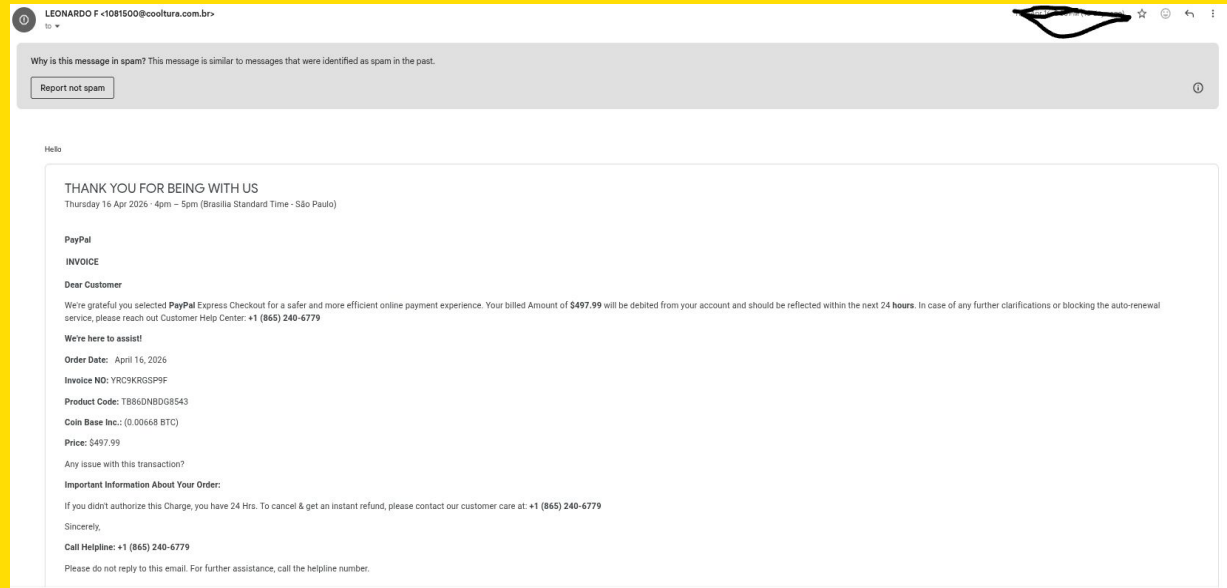 LEONARDO F <1081500@cooltura.com.br>
to
Why is this message in spam? This message is similar to messages that were identified as spam in the past.
Report not spam
Hello
THANK YOU FOR BEING WITH US
Thursday 16 Apr 2026 · 4pm – 5pm (Brasilia Standard Time - São Paulo)
PayPal
INVOICE
Dear Customer
We're grateful you selected PayPal Express Checkout for a safer and more efficient online payment experience. Your billed Amount of $497.99 will be debited from your account and should be reflected within the next 24 hours. In case of any further clarifications or blocking the auto-renewal
service, please reach out Customer Help Center: +1 (865) 240-6779
We're here to assist!
Order Date: April 16, 2026
Invoice NO: YRC9KRGSP9F
Product Code: TB86DNBDG8543
Coin Base Inc.: (0.00668 BTC)
Price: $497.99
Any issue with this transaction?
Important Information About Your Order:
If you didn't authorize this Charge, you have 24 Hrs. To cancel & get an instant refund, please contact our customer care at: +1 (865) 240-6779
Sincerely,
Call Helpline: +1 (865) 240-6779
Please do not reply to this email. For further assistance, call the helpline number.